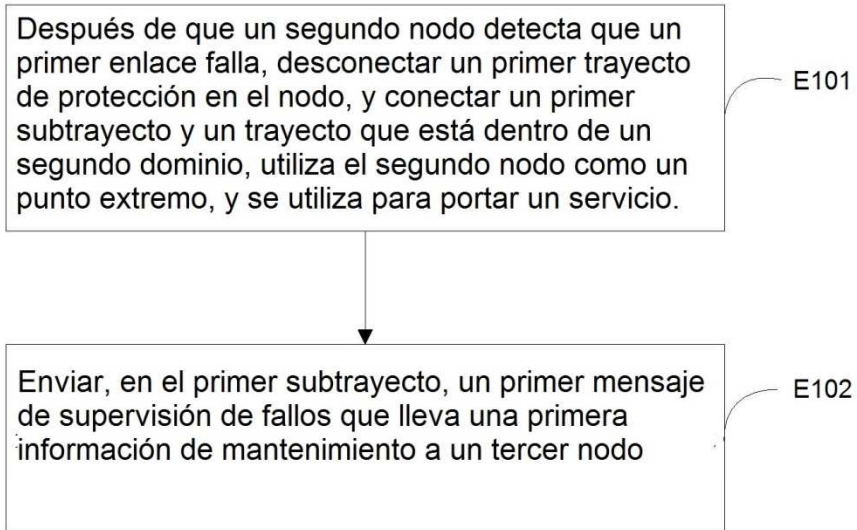 Después de que un segundo nodo detecta que un
primer enlace falla, desconectar un primer trayecto
de protección en el nodo, y conectar un primer
subtrayecto y un trayecto que está dentro de un
segundo dominio, utiliza el segundo nodo como un
punto extremo, y se utiliza para portar un servicio.
E101
Enviar, en el primer subtrayecto, un primer mensaje
de supervisión de fallos que lleva una primera
información de mantenimiento a un tercer nodo
E102